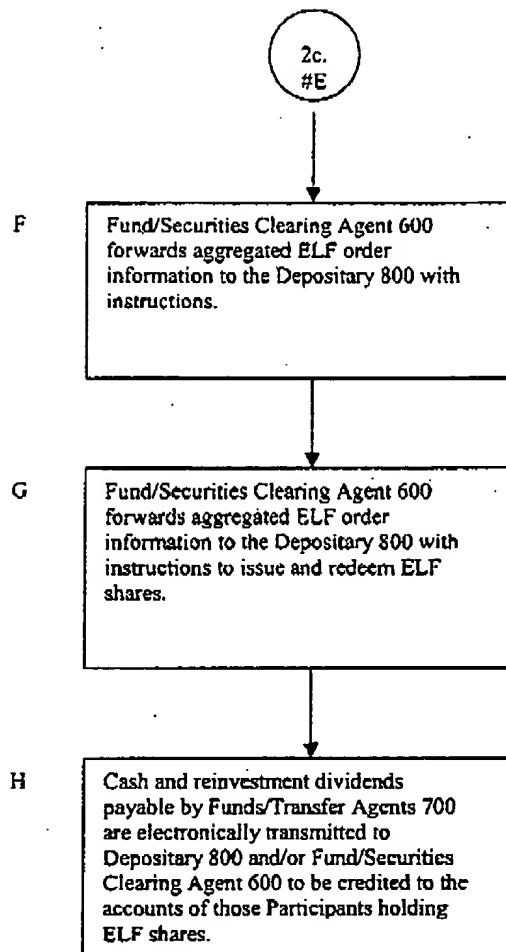 2c.
#E
F
Fund/Securities Clearing Agent 600
forwards aggregated ELF order
information to the Depositary 800 with
instructions.
G
Fund/Securities Clearing Agent 600
forwards aggregated ELF order
information to the Depositary 800 with
instructions to issue and redeem ELF
shares.
H
Cash and reinvestment dividends
payable by Funds/Transfer Agents 700
are electronically transmitted to
Depositary 800 and/or Fund/Securities
Clearing Agent 600 to be credited to the
accounts of those Participants holding
ELF shares.